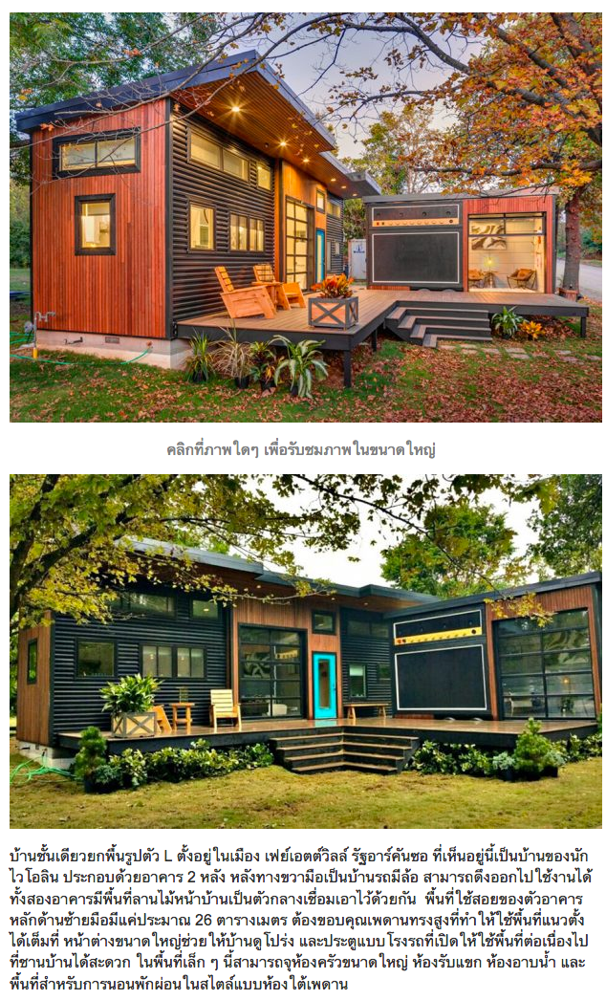 คลิกที่ภาพใดๆ เพื่อรับชมภาพในขนาดใหญ่
บ้านชั้นเดียวยกพื้นรูปตัว L ตั้งอยู่ในเมือง เฟย์เอตต์วิลล์ รัฐอาร์คันซอ ที่เห็นอยู่นี้เป็นบ้านของนัก
ไวโอลิน ประกอบด้วยอาคาร 2 หลัง หลังทางขวามือเป็นบ้านรถมีล้อ สามารถดึงออกไปใช้งานได้
ทั้งสองอาคารมีพื้นที่ลานไม้หน้าบ้านเป็นตัวกลางเชื่อมเอาไว้ด้วยกัน พื้นที่ใช้สอยของตัวอาคาร
หลักด้านซ้ายมือมีแค่ประมาณ 26 ตารางเมตร ต้องขอบคุณเพดานทรงสูงที่ทำให้ใช้พื้นที่แนวตั้ง
ได้เต็มที่ หน้าต่างขนาดใหญ่ช่วยให้บ้านดูโปร่ง และประตูแบบโรงรถที่เปิดให้ใช้พื้นที่ต่อเนื่องไป
ที่ชานบ้านได้สะดวก ในพื้นที่เล็ก ๆ นี้สามารถจุห้องครัวขนาดใหญ่ ห้องรับแขก ห้องอาบน้ำ และ
พื้นที่สำหรับการนอนพักผ่อนในสไตล์แบบห้องใต้เพดาน